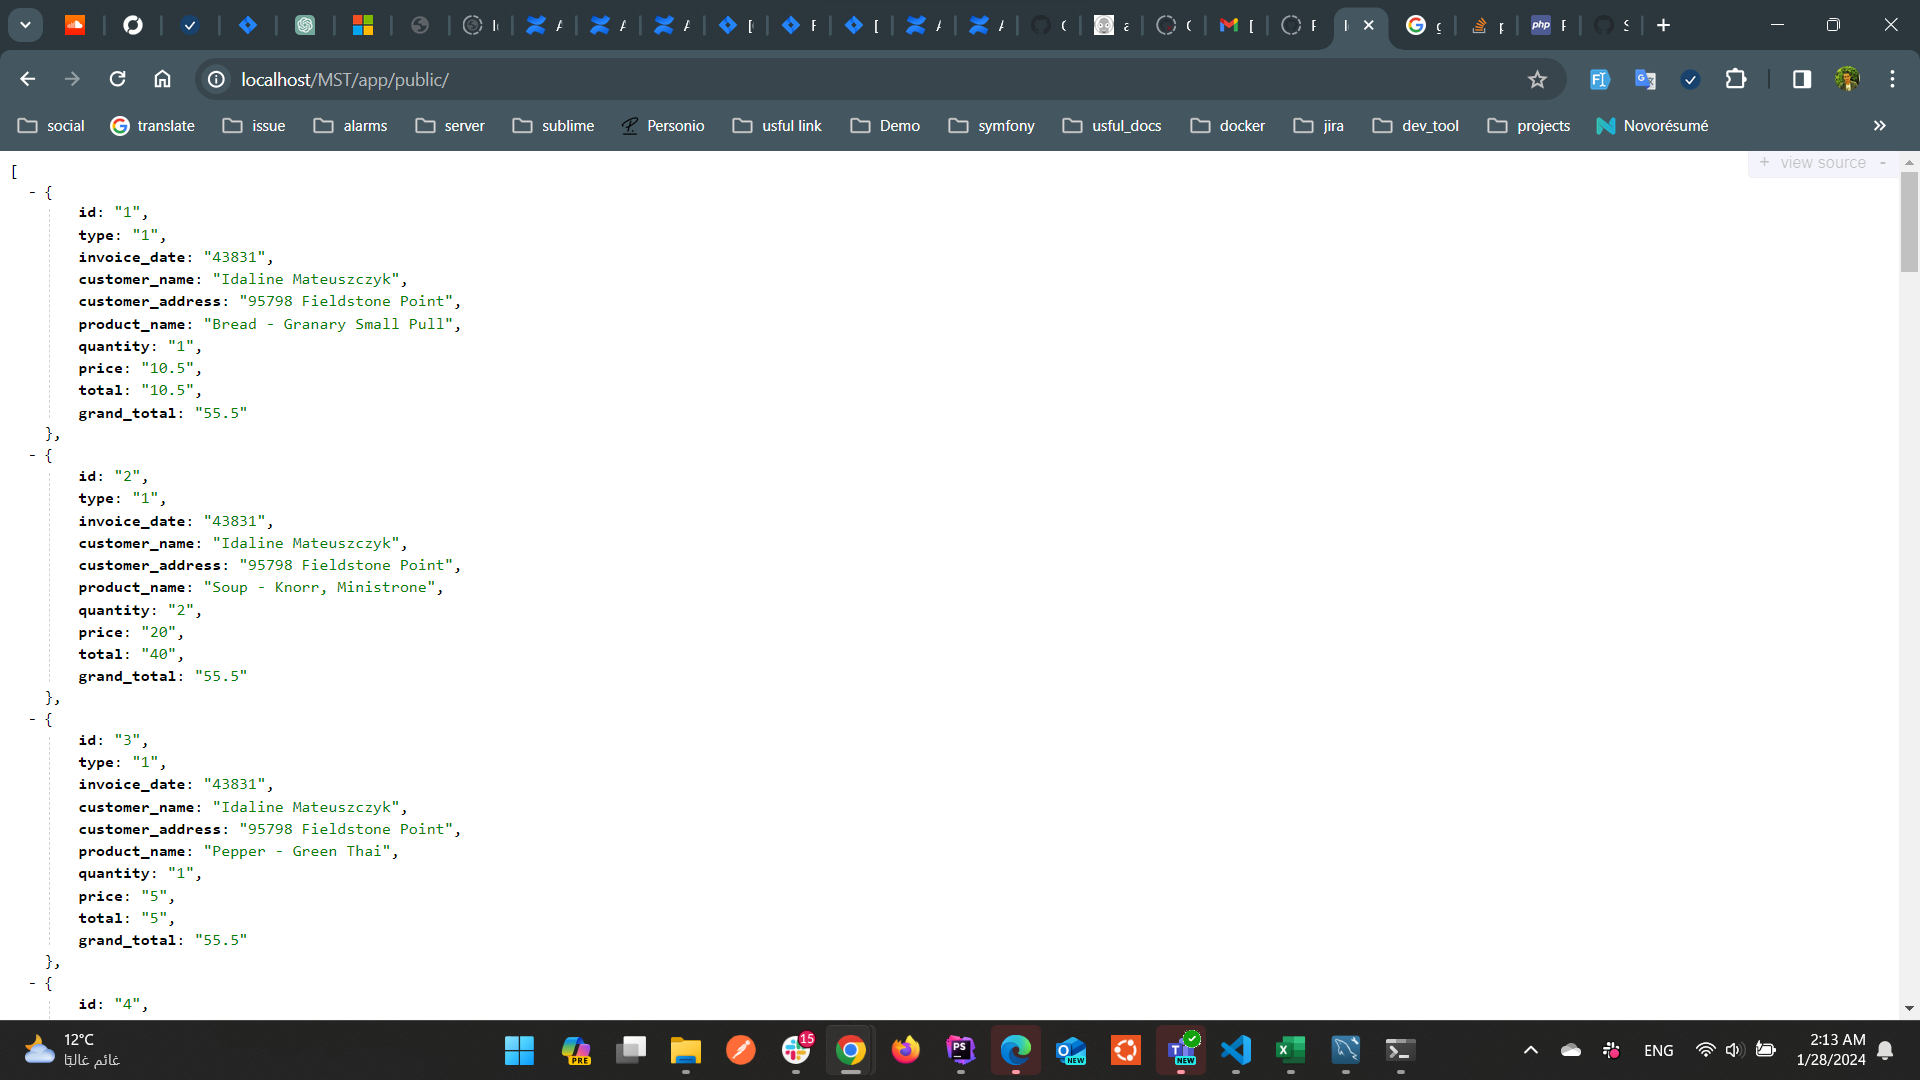 localhost/MST/app/public/
social translate issue alarms server sublime Personio usful link Demo symfony usful_docs docker jira dev_tool projects Novorésumé
+ view source -
[
- {
id: "1",
type: "1",
invoice_date: "43831",
customer_name: "Idaline Mateuszczyk",
customer_address: "95798 Fieldstone Point",
product_name: "Bread - Granary Small Pull",
quantity: "1",
price: "10.5",
total: "10.5",
grand_total: "55.5"
},
- {
id: "2",
type: "1",
invoice_date: "43831",
customer_name: "Idaline Mateuszczyk",
customer_address: "95798 Fieldstone Point",
product_name: "Soup - Knorr, Ministrone",
quantity: "2",
price: "20",
total: "40",
grand_total: "55.5"
},
- {
id: "3",
type: "1",
invoice_date: "43831",
customer_name: "Idaline Mateuszczyk",
customer_address: "95798 Fieldstone Point",
product_name: "Pepper - Green Thai",
quantity: "1",
price: "5",
total: "5",
grand_total: "55.5"
},
- {
id: "4",
12°C
غائم غالبًا
PRE
15
PS
NEW
NEW
ENG
2:13 AM
1/28/2024